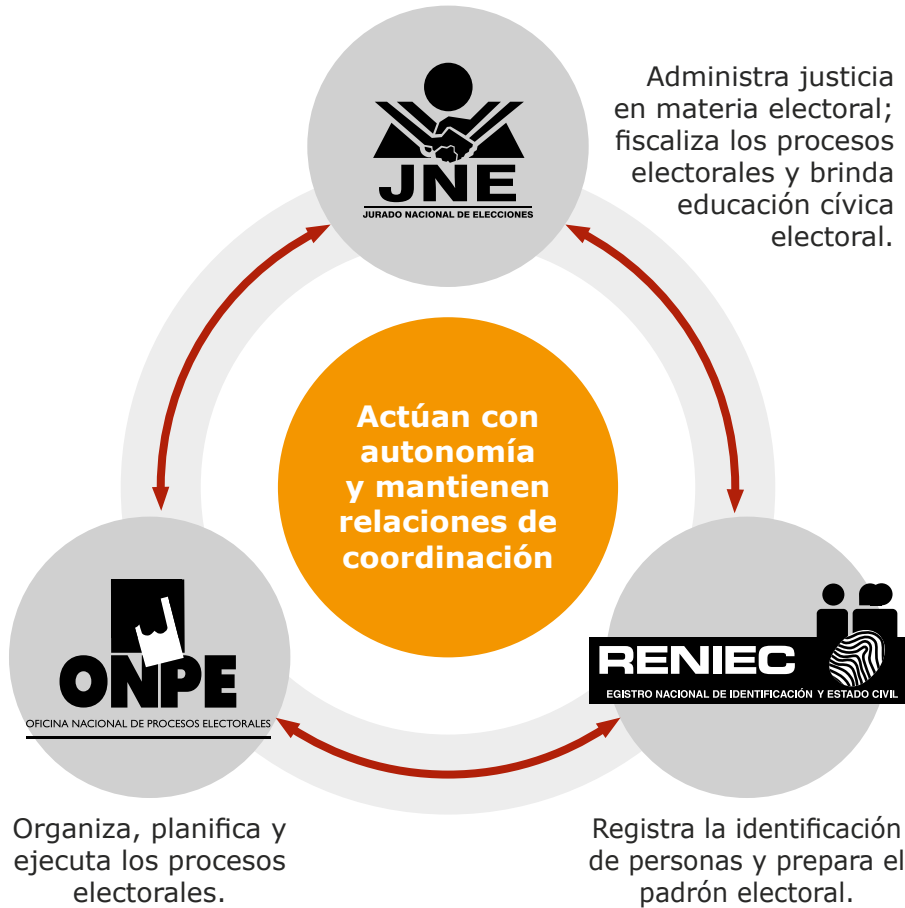 JNE
JURADO NACIONAL DE ELECCIONES
Administra justicia
en materia electoral;
fiscaliza los procesos
electorales y brinda
educación cívica
electoral.
Actúan con
autonomía
y mantienen
relaciones de
coordinación
ONPE
OFICINA NACIONAL DE PROCESOS ELECTORALES
Organiza, planifica y
ejecuta los procesos
electorales.
RENIEC
EGISTRO NACIONAL DE IDENTIFICACIÓN Y ESTADO CIVIL
Registra la identificación
de personas y prepara el
padrón electoral.